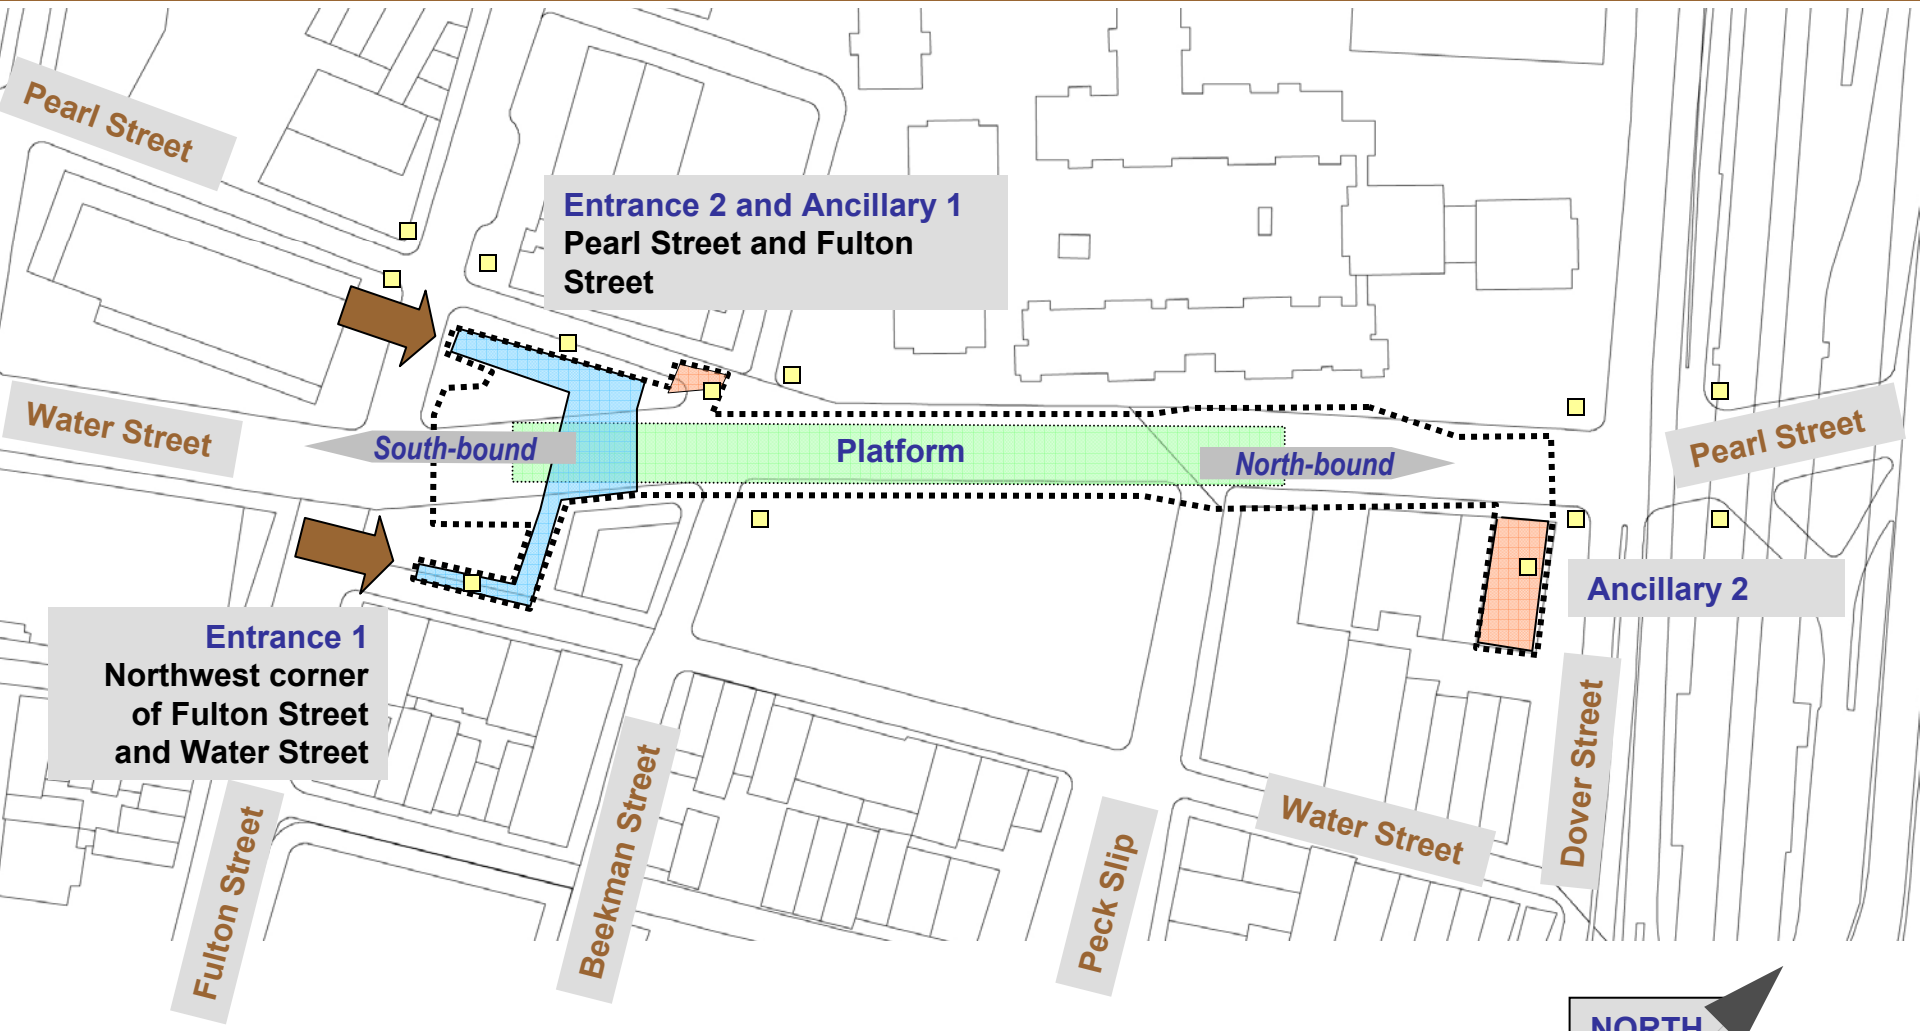 Pearl Street
Entrance 2 and Ancillary 1
Pearl Street and Fulton
Street
Water Street
South-bound
Platform
North-bound
Pearl Street
Ancillary 2
Entrance 1
Northwest corner
of Fulton Street
and Water Street
Fulton Street
Beekman Street
Peck Slip
Water Street
Dover Street
NORTH